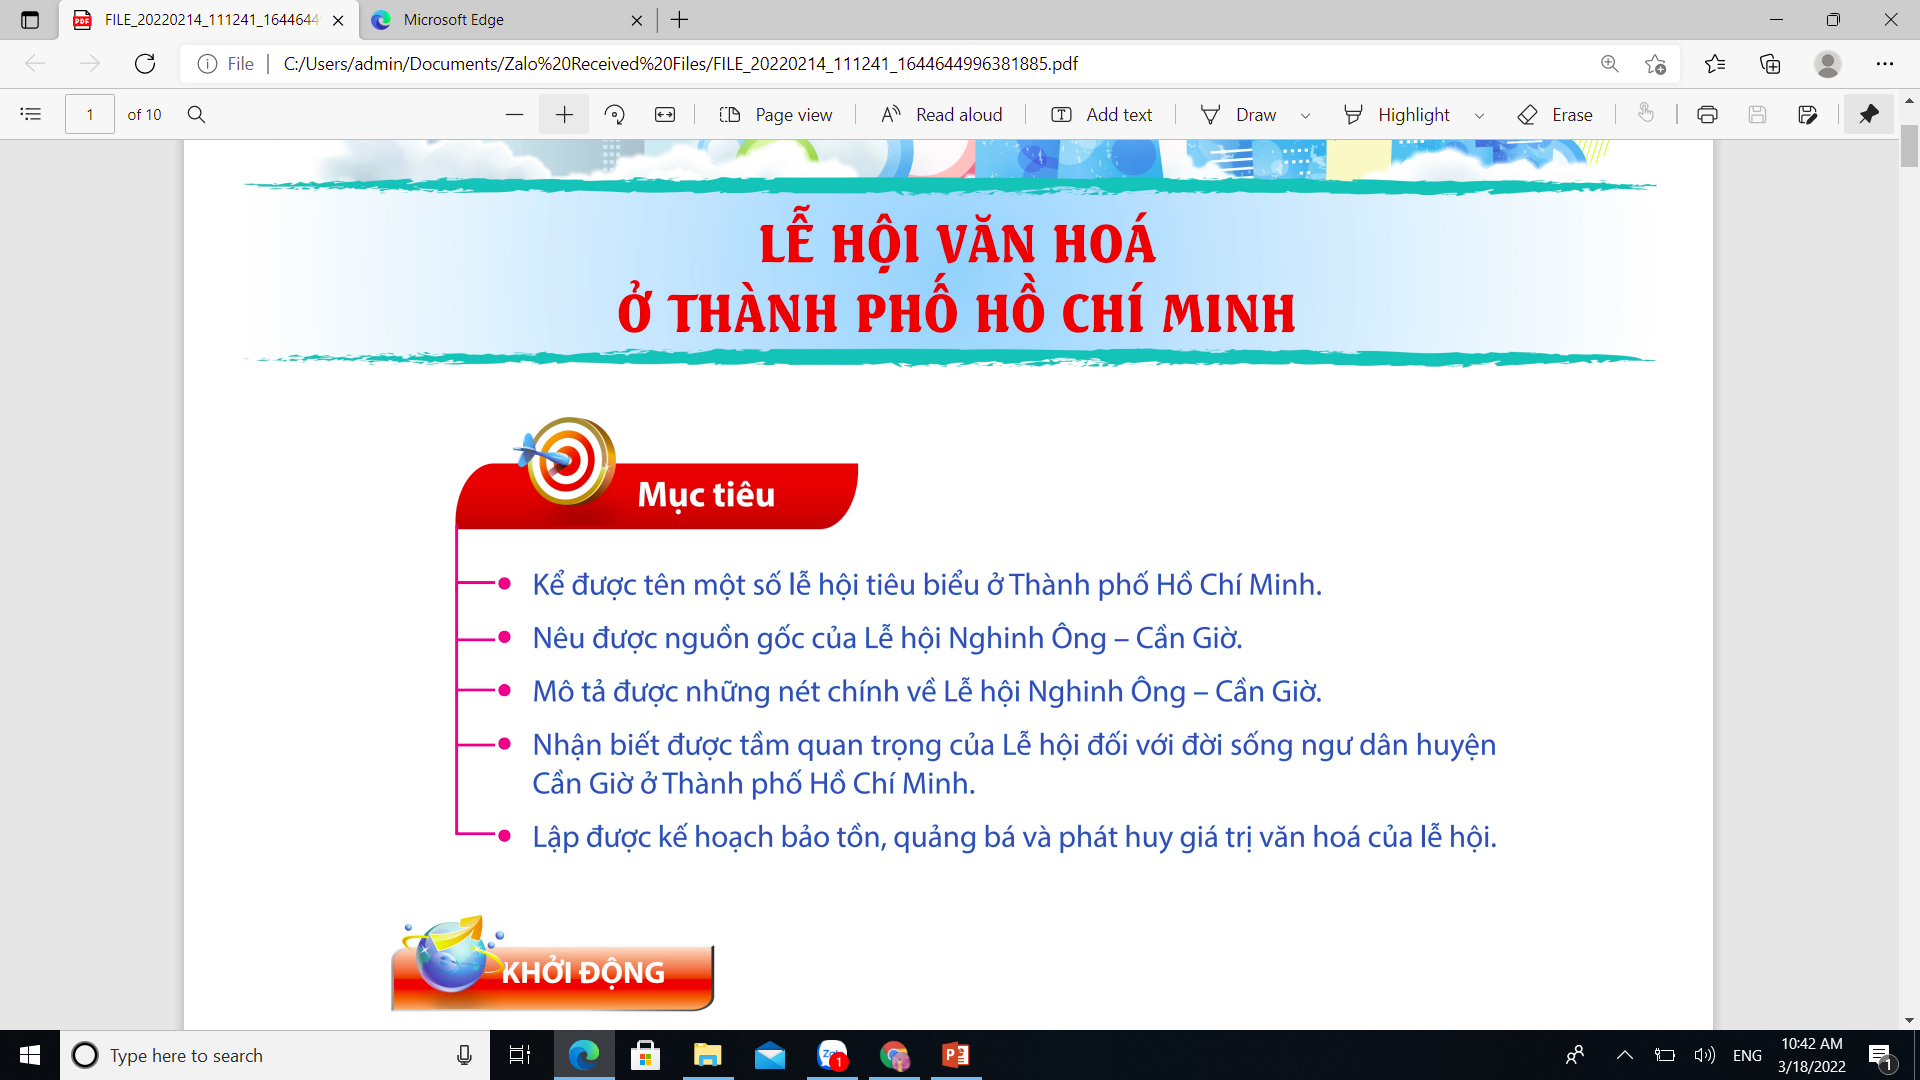 FILE_20220214_111241_1644644
Microsoft Edge
File
C:/Users/admin/Documents/Zalo%20Received%20Files/FILE_20220214_111241_1644644996381885.pdf
1 of 10
Page view
Read aloud
Add text
Draw
Highlight
Erase
LỄ HỘI VĂN HOÁ
Ở THÀNH PHỐ HỒ CHÍ MINH
Mục tiêu
Kể được tên một số lễ hội tiêu biểu ở Thành phố Hồ Chí Minh.
Nêu được nguồn gốc của Lễ hội Nghinh Ông – Cần Giờ.
Mô tả được những nét chính về Lễ hội Nghinh Ông – Cần Giờ.
Nhận biết được tầm quan trọng của Lễ hội đối với đời sống ngư dân huyện
Cần Giờ ở Thành phố Hồ Chí Minh.
Lập được kế hoạch bảo tồn, quảng bá và phát huy giá trị văn hoá của lễ hội.
KHỞI ĐỘNG
Type here to search
1
ENG
10:42 AM
3/18/2022
1